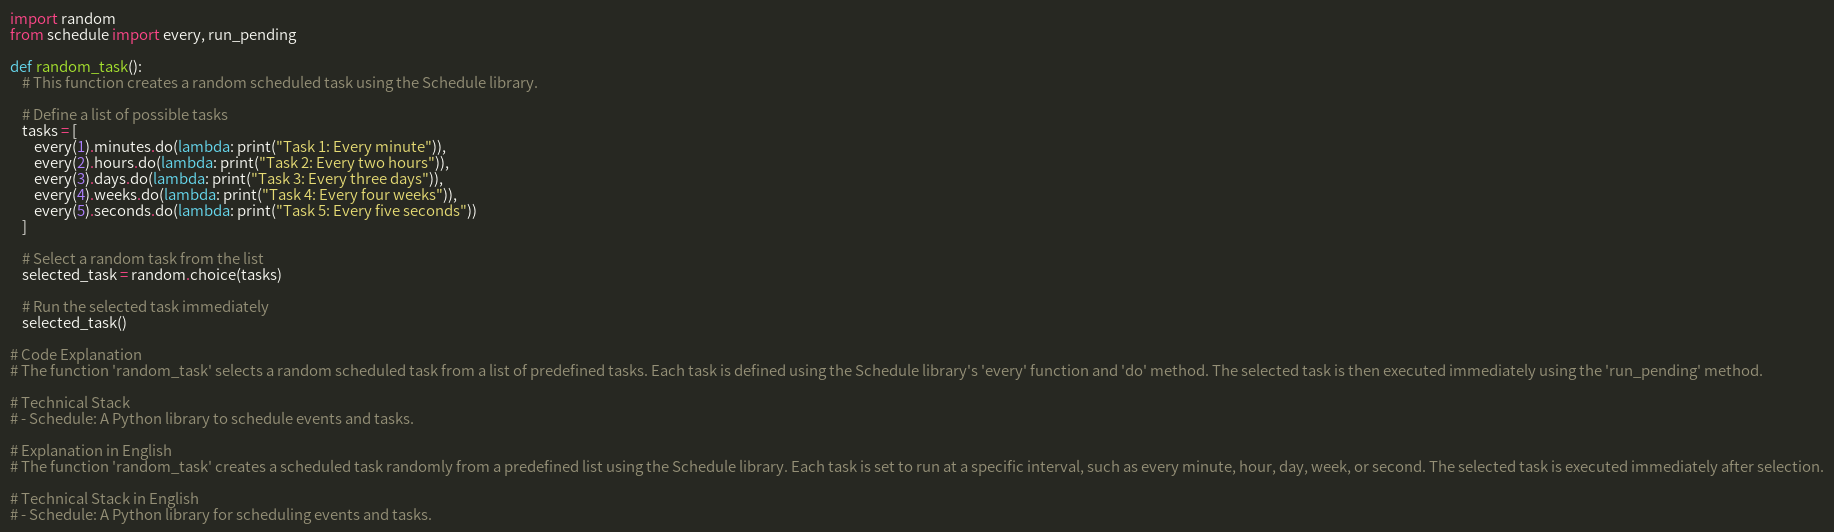 import random
from schedule import every, run_pending

def random_task():
    # This function creates a random scheduled task using the Schedule library.

    # Define a list of possible tasks
    tasks = [
        every(1).minutes.do(lambda: print("Task 1: Every minute")),
        every(2).hours.do(lambda: print("Task 2: Every two hours")),
        every(3).days.do(lambda: print("Task 3: Every three days")),
        every(4).weeks.do(lambda: print("Task 4: Every four weeks")),
        every(5).seconds.do(lambda: print("Task 5: Every five seconds"))
    ]

    # Select a random task from the list
    selected_task = random.choice(tasks)

    # Run the selected task immediately
    selected_task()

# Code Explanation
# The function 'random_task' selects a random scheduled task from a list of predefined tasks. Each task is defined using the Schedule library's 'every' function and 'do' method. The selected task is then executed immediately using the 'run_pending' method.

# Technical Stack
# - Schedule: A Python library to schedule events and tasks.

# Explanation in English
# The function 'random_task' creates a scheduled task randomly from a predefined list using the Schedule library. Each task is set to run at a specific interval, such as every minute, hour, day, week, or second. The selected task is executed immediately after selection.

# Technical Stack in English
# - Schedule: A Python library for scheduling events and tasks.